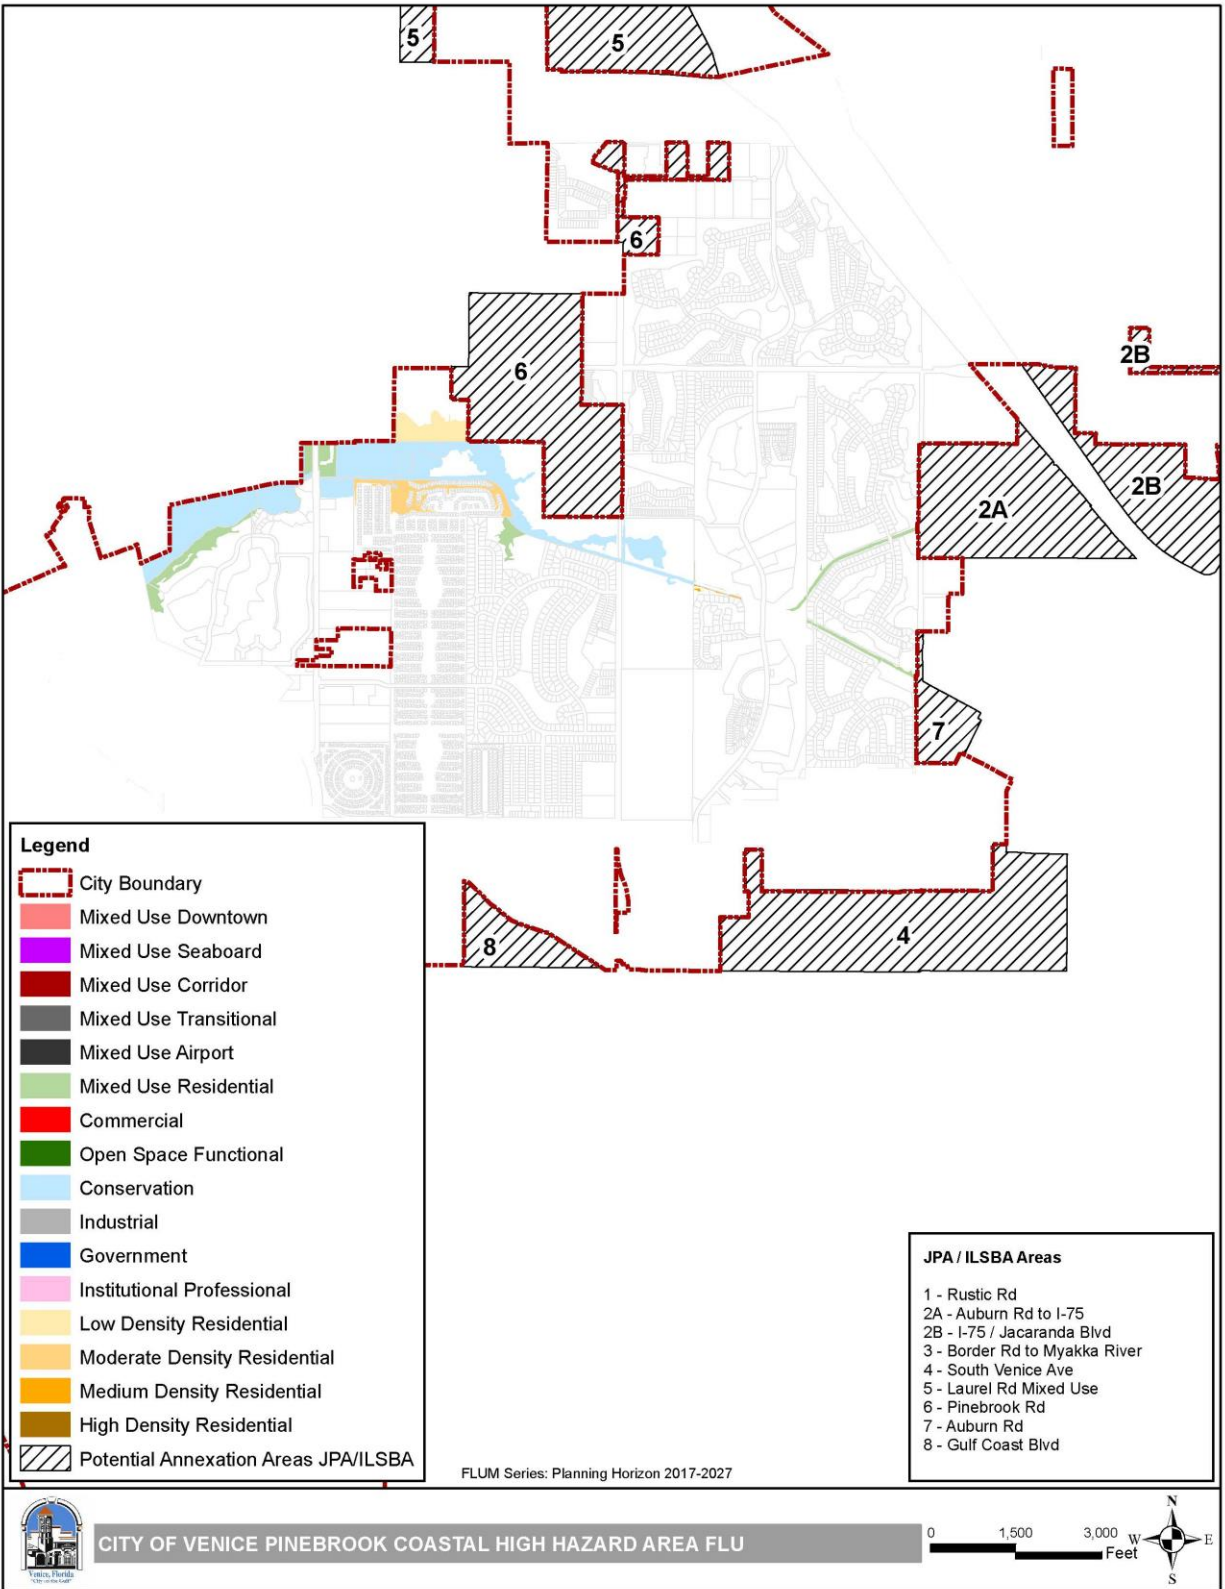 5
5
6
6
2B
2B
2A
7
8
4
Legend
City Boundary
Mixed Use Downtown
Mixed Use Seaboard
Mixed Use Corridor
Mixed Use Transitional
Mixed Use Airport
Mixed Use Residential
Commercial
Open Space Functional
Conservation
Industrial
Government
Institutional Professional
Low Density Residential
Moderate Density Residential
Medium Density Residential
High Density Residential
Potential Annexation Areas JPA/ILSBA
JPA / ILSBA Areas
1 - Rustic Rd
2A - Auburn Rd to I-75
2B - I-75 / Jacaranda Blvd
3 - Border Rd to Myakka River
4 - South Venice Ave
5 - Laurel Rd Mixed Use
6 - Pinebrook Rd
7 - Auburn Rd
8 - Gulf Coast Blvd
FLUM Series: Planning Horizon 2017-2027
Venice, Florida
"City on the Gulf"
CITY OF VENICE PINEBROOK COASTAL HIGH HAZARD AREA FLU
0 1,500 3,000
Feet
N
W E
S